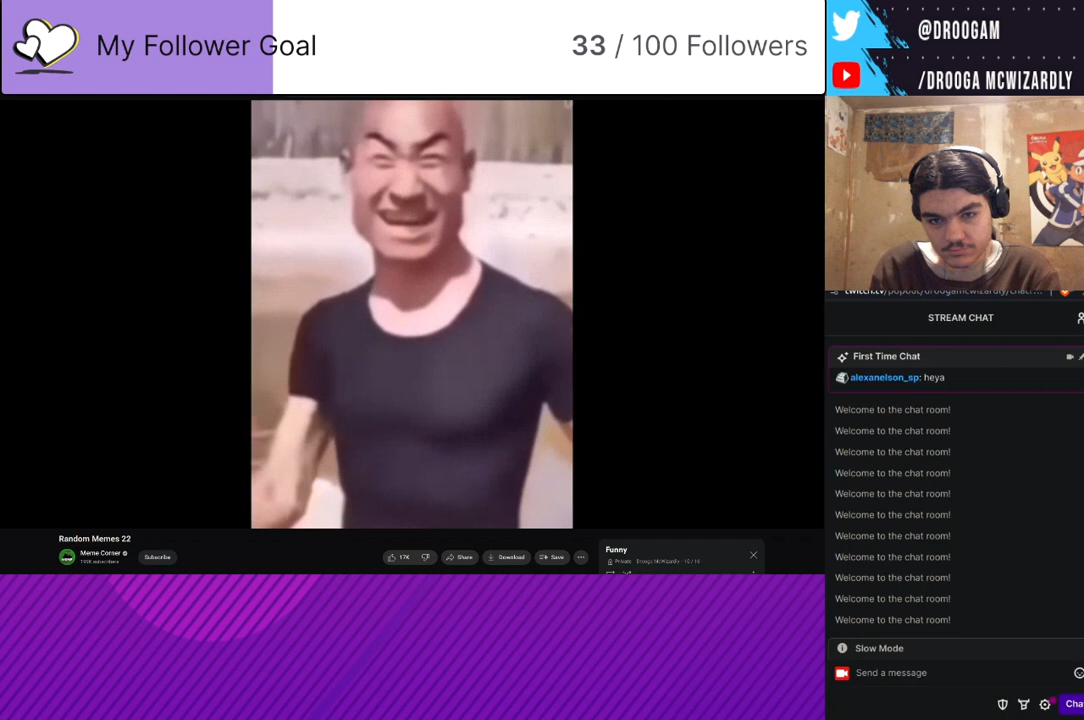 My Follower Goal
33 / 100 Followers
@DROOGAM
/DROOGA MCWIZARDLY
STREAM CHAT
First Time Chat
alexanelson_sp: heya
Welcome to the chat room!
Welcome to the chat room!
Welcome to the chat room!
Welcome to the chat room!
Welcome to the chat room!
Welcome to the chat room!
Welcome to the chat room!
Welcome to the chat room!
Welcome to the chat room!
Welcome to the chat room!
Welcome to the chat room!
Slow Mode
Send a message
Cha
Random Memes 22
Meme Corner
Subscribe
17K
Share
Download
Save
Funny
Private Drooga McWizardly